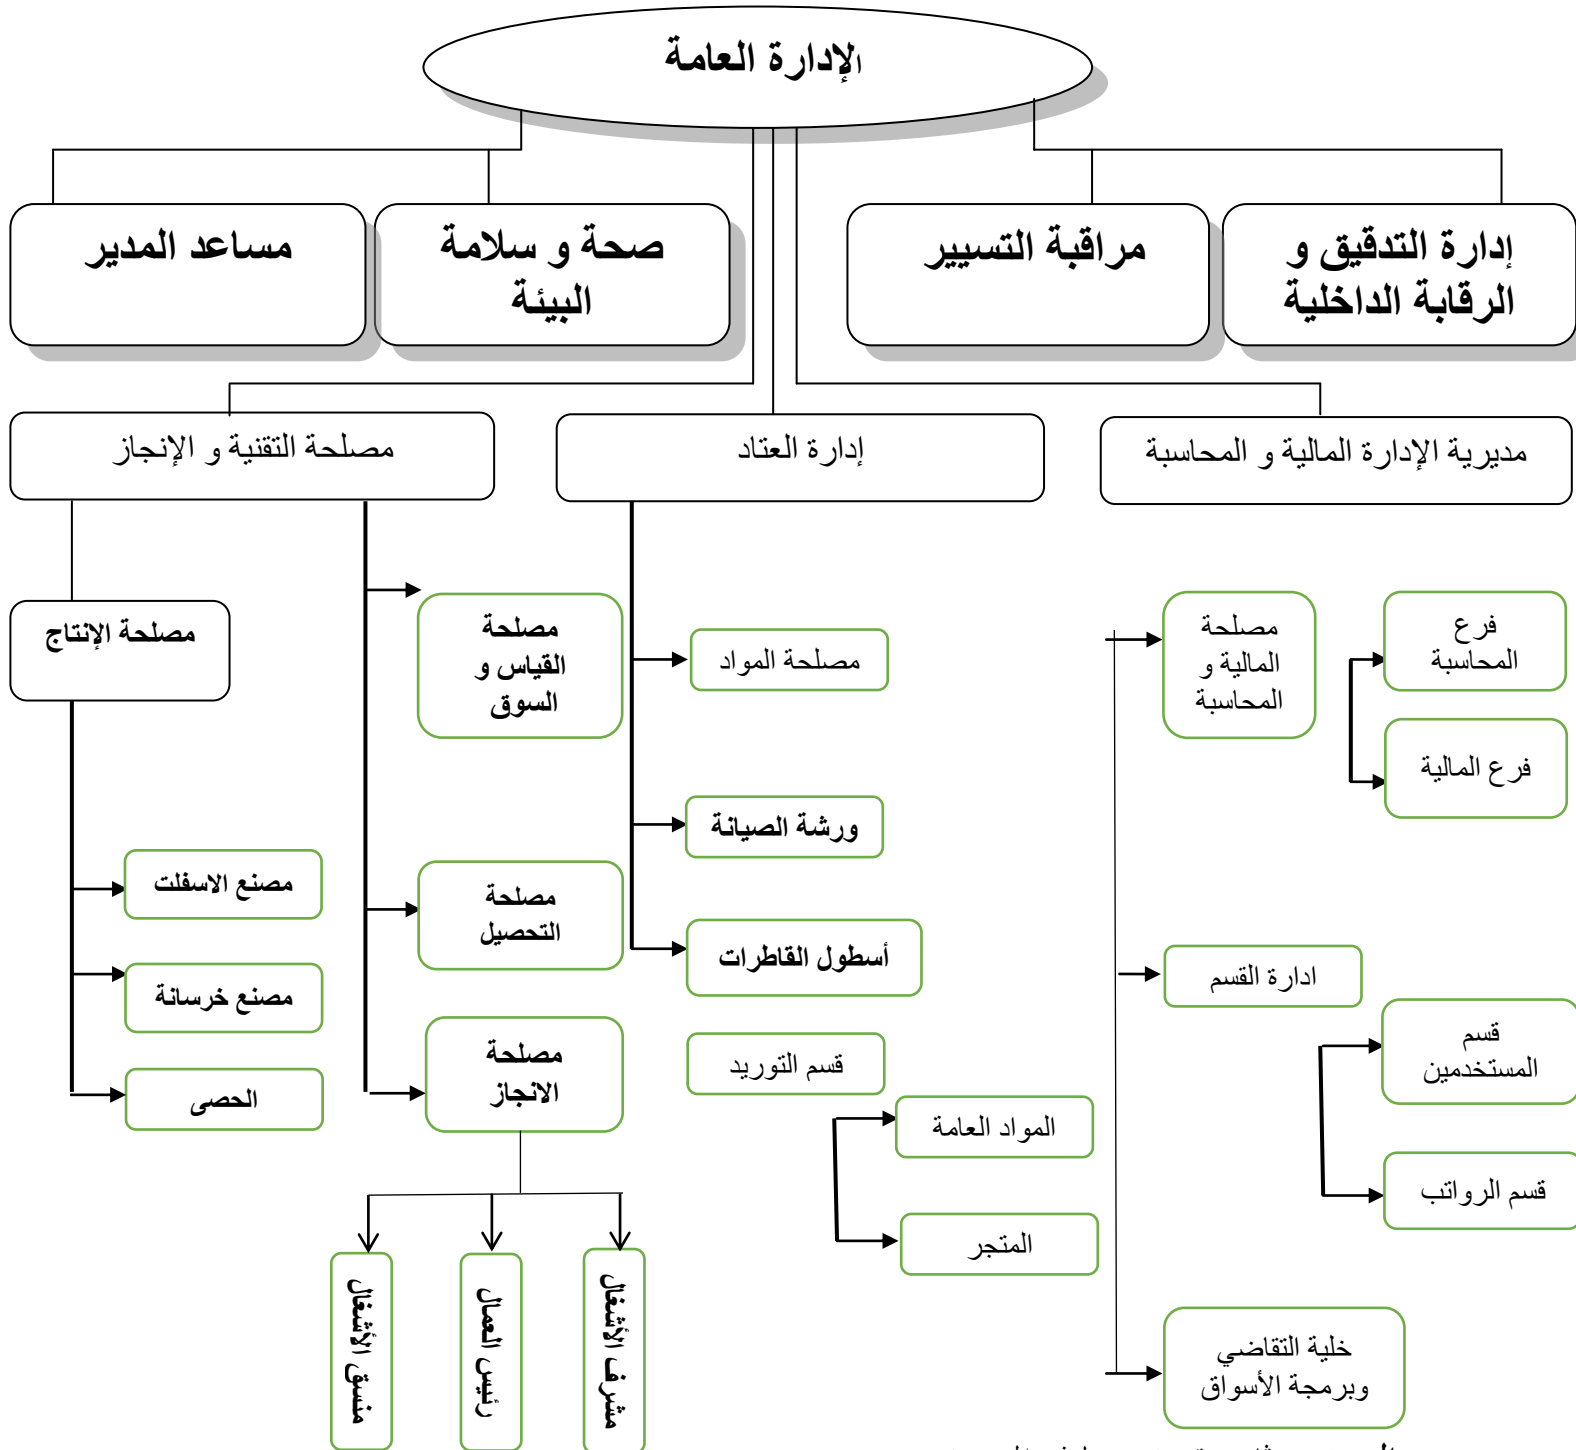 الإدارة العامة
إدارة التدقيق و
الرقابة الداخلية
مراقبة التسيير
صحة و سلامة
البيئة
مساعد المدير
مديرية الإدارة المالية و المحاسبة
إدارة العتاد
مصلحة التقنية و الإنجاز
فرع
المحاسبة
فرع المالية
مصلحة
المالية و
المحاسبة
ادارة القسم
قسم
المستخدمين
قسم الرواتب
خلية التقاضي
وبرمجة الأسواق
مصلحة المواد
ورشة الصيانة
أسطول القاطرات
قسم التوريد
المواد العامة
المتجر
مصلحة
القياس و
السوق
مصلحة
التحصيل
مصلحة
الانجاز
مشرف الأشغال
رئيس العمال
منسق الأشغال
مصلحة الإنتاج
مصنع الاسفلت
مصنع خرسانة
الحصى